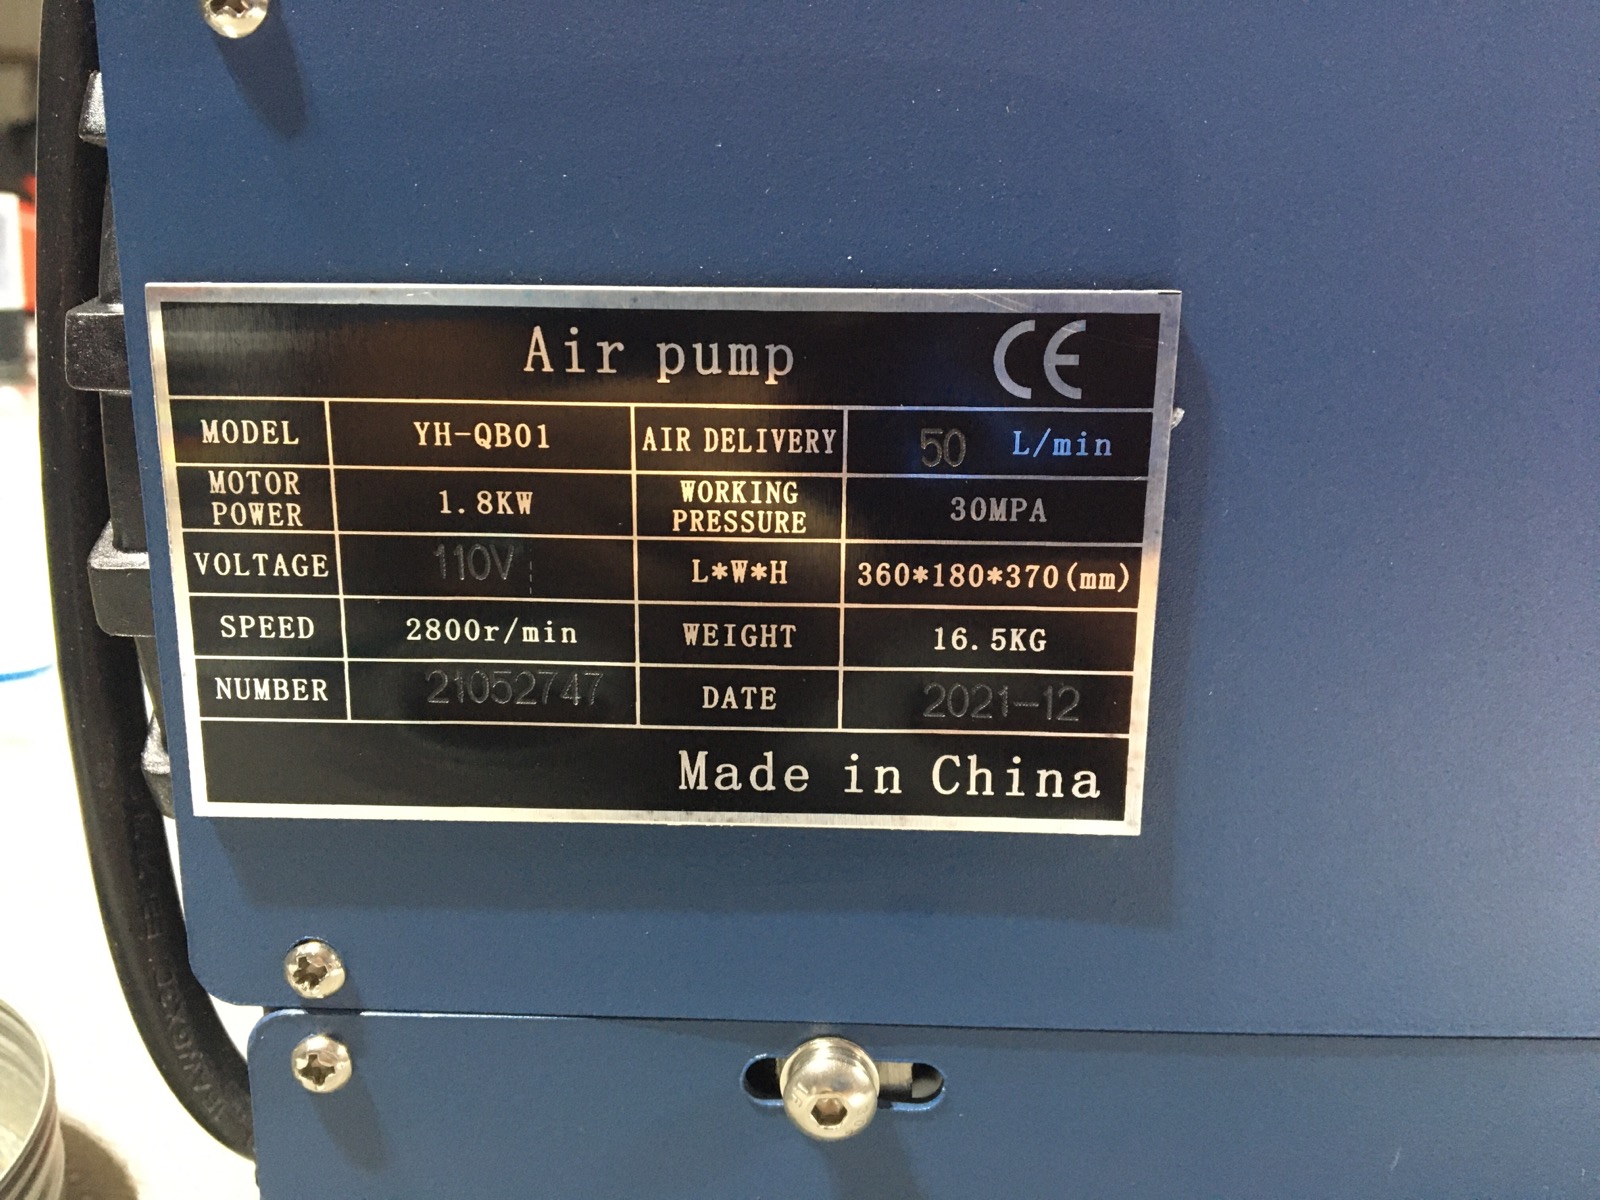 Air pump CE
MODEL YH-QB01 AIR DELIVERY 50 L/min
MOTOR POWER 1.8KW WORKING PRESSURE 30MPA
VOLTAGE 110V L*W*H 360*180*370(mm)
SPEED 2800r/min WEIGHT 16.5KG
NUMBER 21052747 DATE 2021-12
Made in China